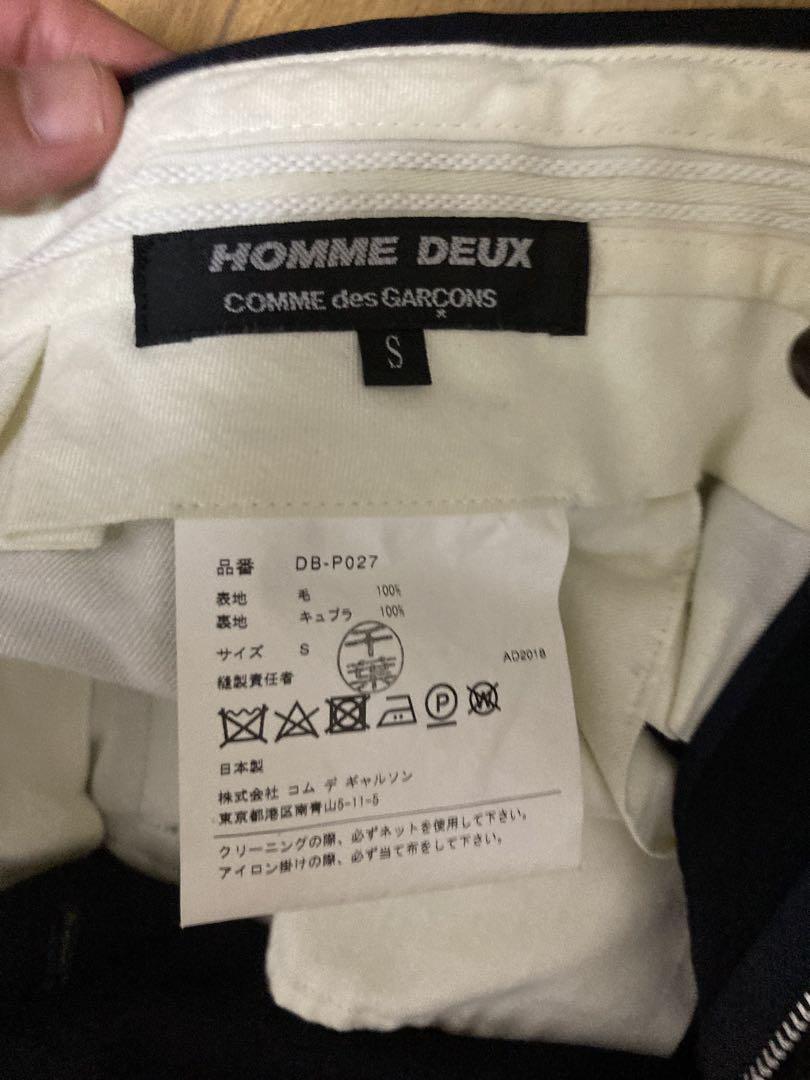 HOMME DEUX
COMME des GARÇONS
S
品番 DB-P027
表地 毛 100%
裏地 キュプラ 100%
サイズ S
千葉
AD2018
縫製責任者
P W
日本製
株式会社 コム デ ギャルソン
東京都港区南青山5-11-5
クリーニングの際、必ずネットを使用して下さい。
アイロン掛けの際、必ず当て布をして下さい。